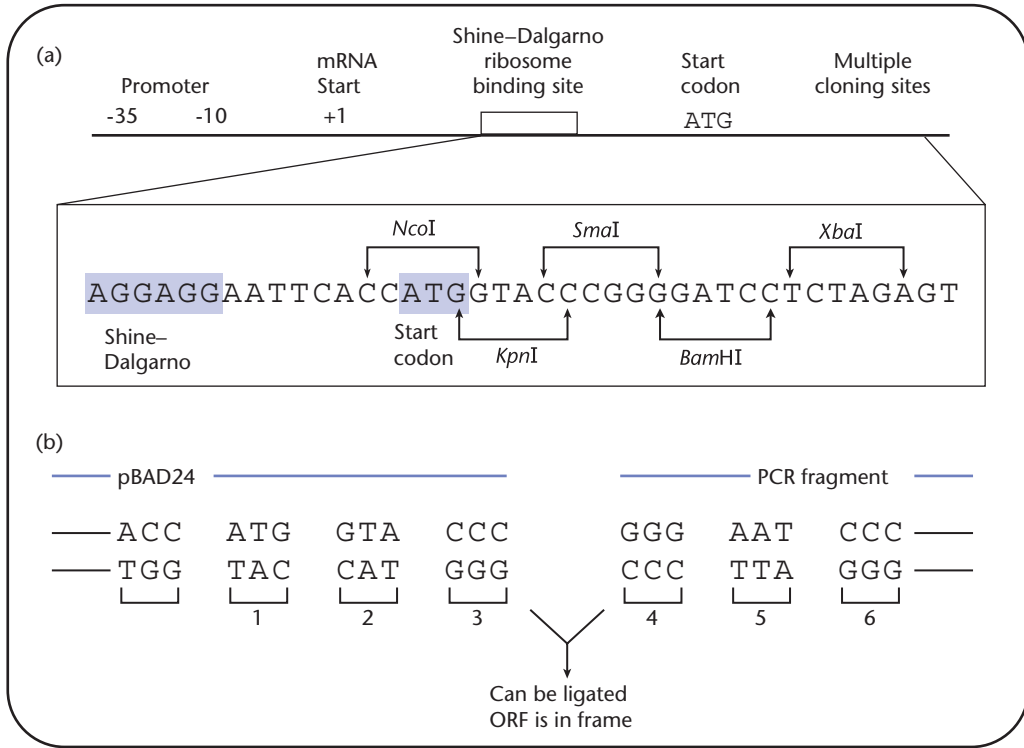 (a)
Promoter
-35 -10
mRNA
Start
+1
Shine–Dalgarno
ribosome
binding site
Start
codon
ATG
Multiple
cloning sites
NcoI SmaI XbaI
AGGAGGAATTCACCATGGTACCCGGGGATCCTCTAGAGT
Shine–
Dalgarno
Start
codon
KpnI BamHI
(b)
pBAD24 PCR fragment
ACC ATG GTA CCC GGG AAT CCC
TGG TAC CAT GGG CCC TTA GGG
1 2 3 4 5 6
Can be ligated
ORF is in frame